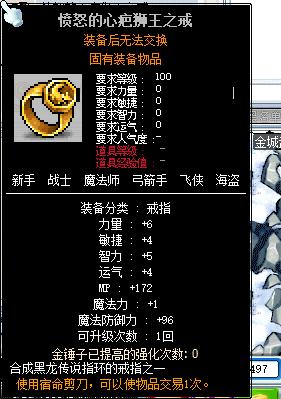 愤怒的心疤狮王之戒
装备后无法交换
固有装备物品
要求等级 : 100
要求力量 : 0
要求敏捷 : 0
要求智力 : 0
要求运气 : 0
要求人气度 : -
道具等级 : -
道具经验值 : -
新手 战士 魔法师 弓箭手 飞侠 海盗
装备分类 : 戒指
力量 : +6
敏捷 : +4
智力 : +5
运气 : +4
MP : +172
魔法力 : +1
魔法防御力 : +96
可升级次数 : 1回
金锤子已提高的强化次数: 0
合成黑龙传说指环的戒指之一
使用宿命剪刀，可以使物品交易1次。
金城
497